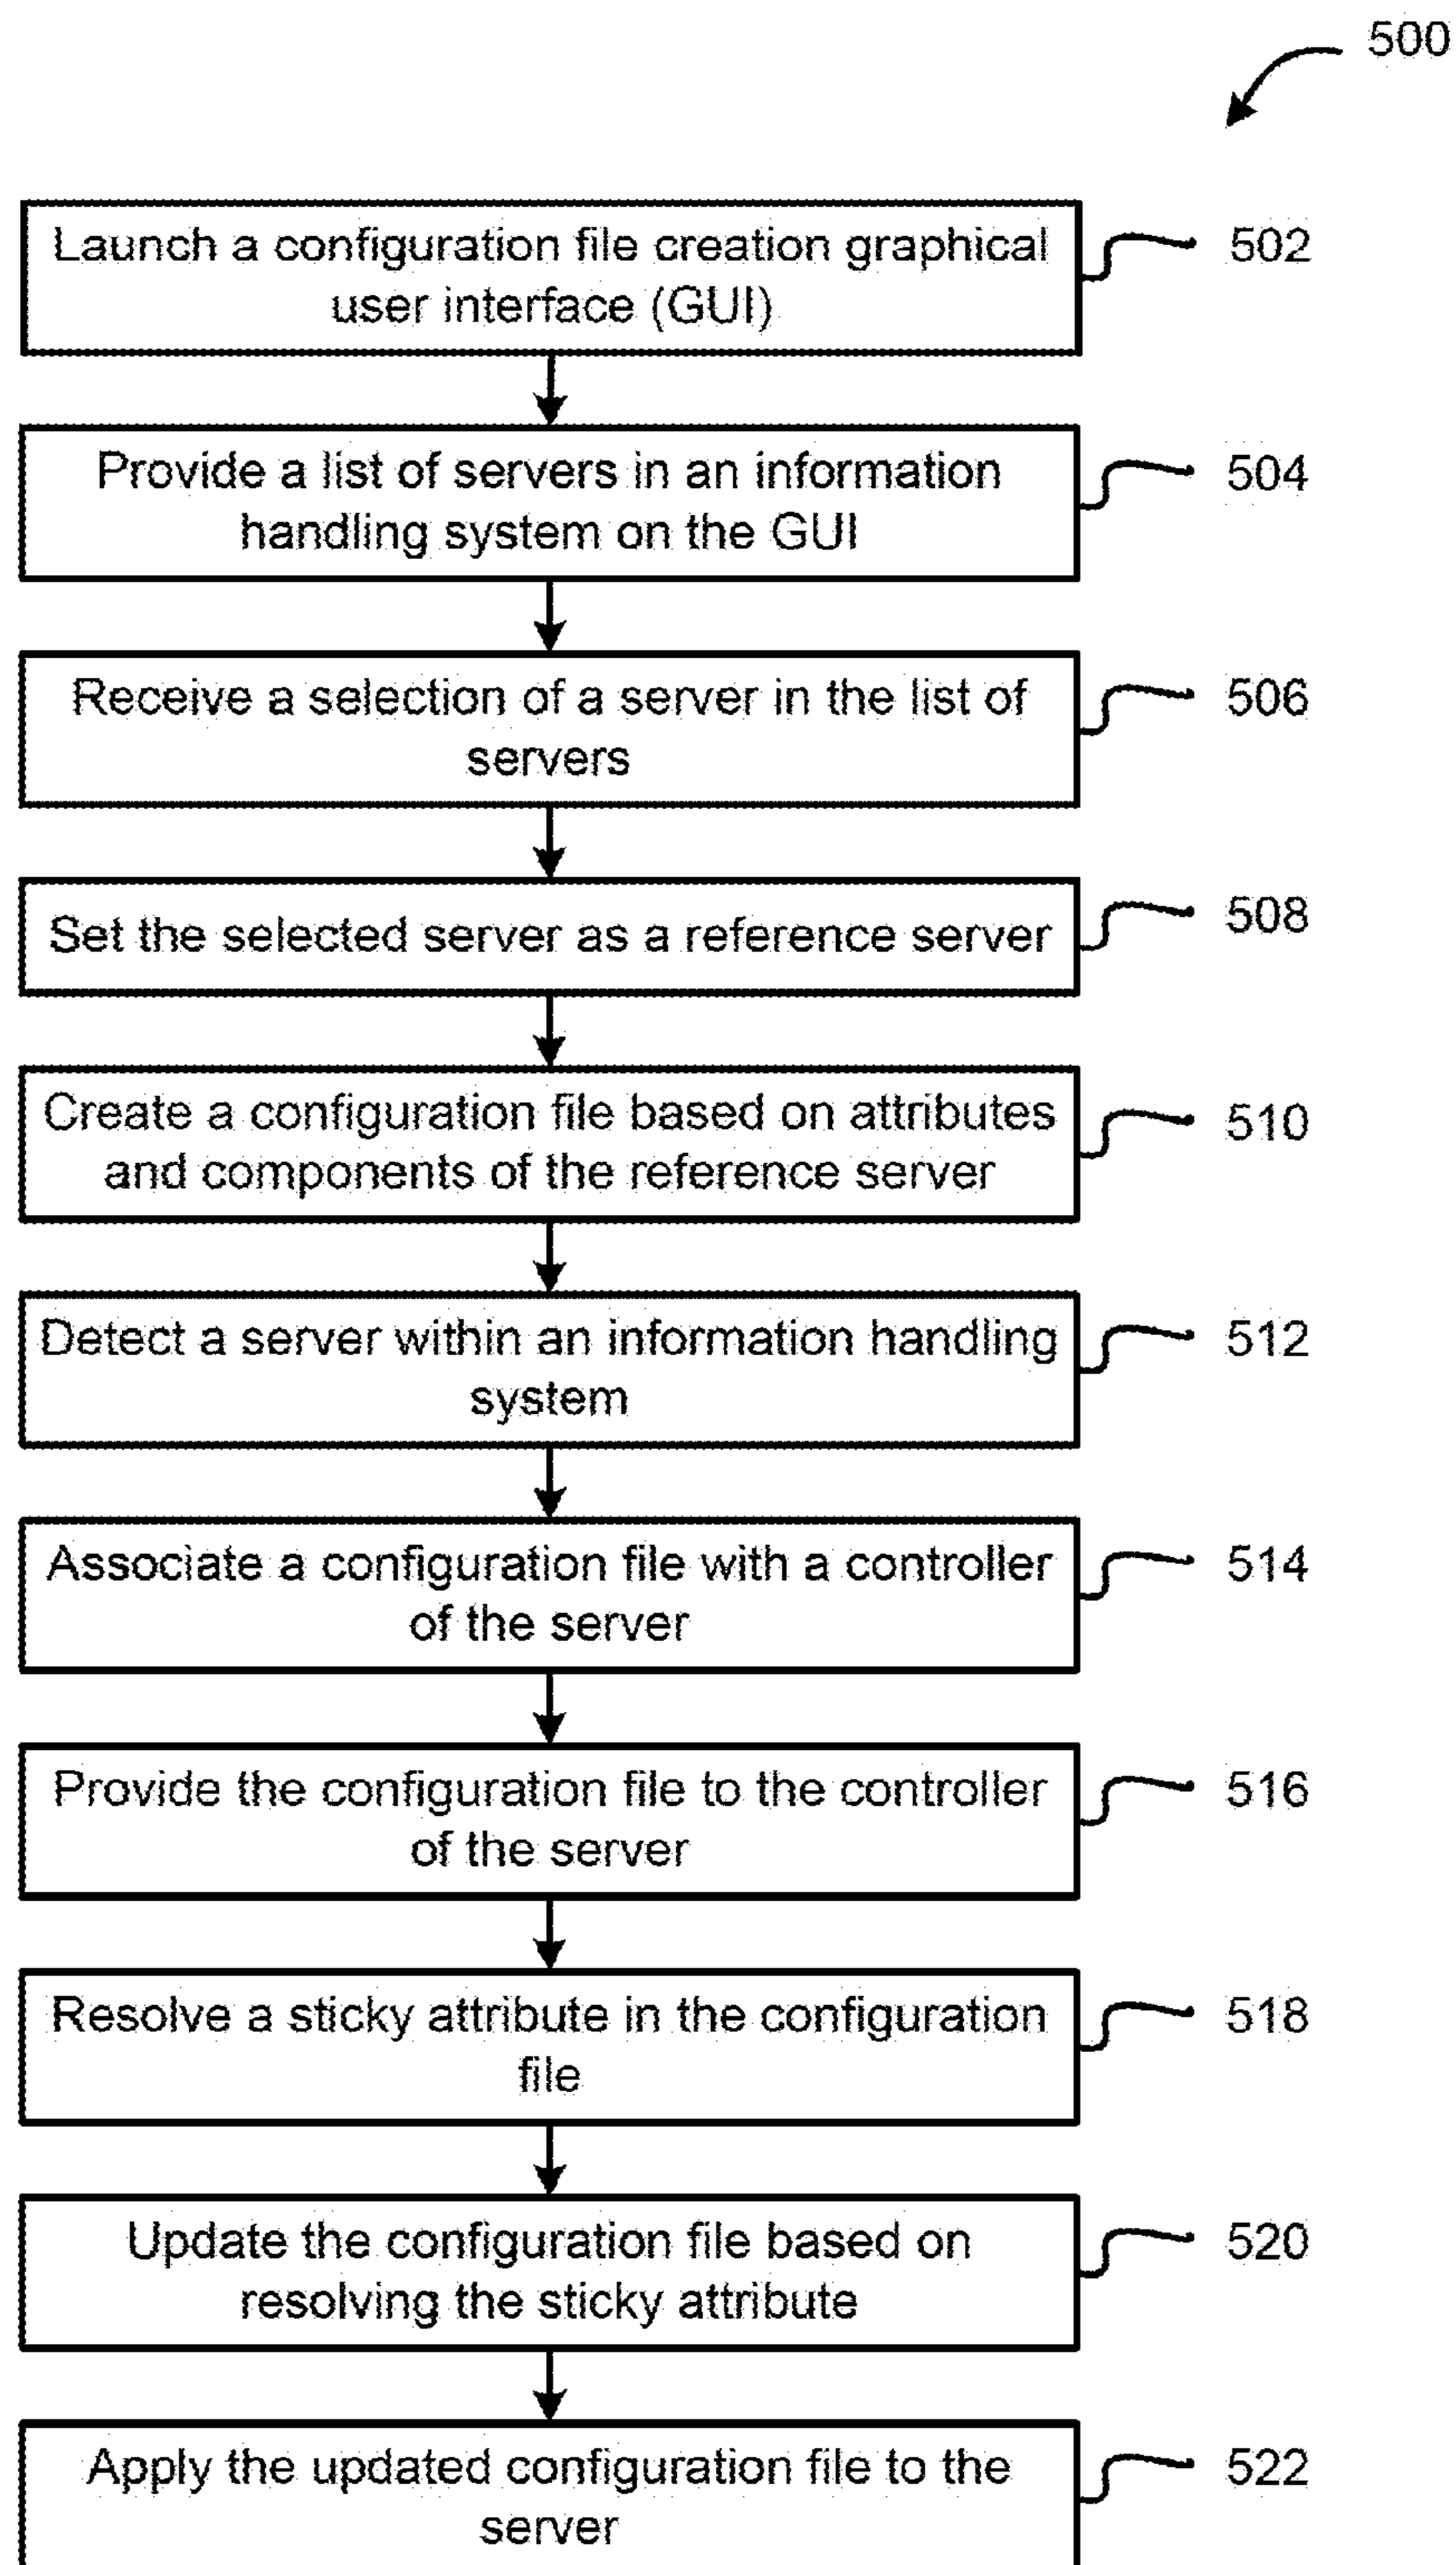 500
Launch a configuration file creation graphical
user interface (GUI)
502
Provide a list of servers in an information
handling system on the GUI
504
Receive a selection of a server in the list of
servers
506
Set the selected server as a reference server
508
Create a configuration file based on attributes
and components of the reference server
510
Detect a server within an information handling
system
512
Associate a configuration file with a controller
of the server
514
Provide the configuration file to the controller
of the server
516
Resolve a sticky attribute in the configuration
file
518
Update the configuration file based on
resolving the sticky attribute
520
Apply the updated configuration file to the
server
522